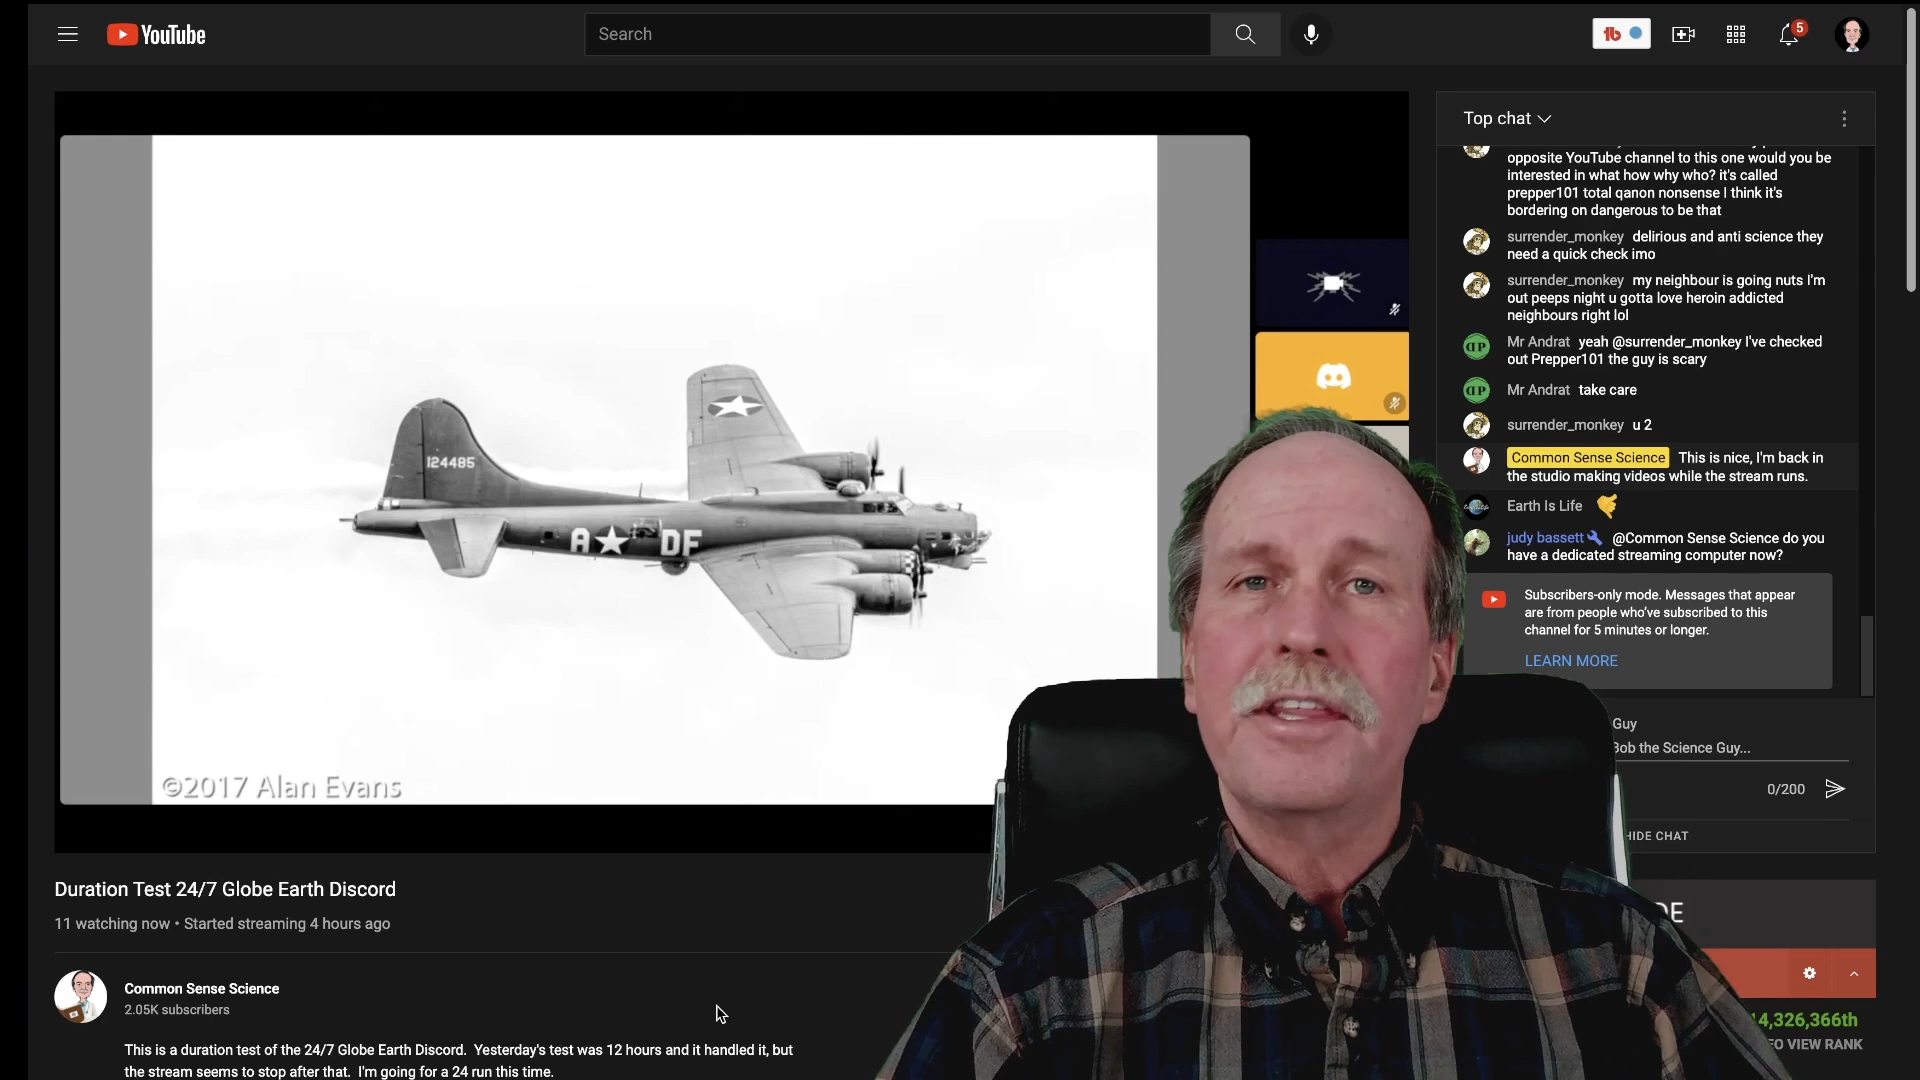 YouTube
Search
tb
5
Top chat
opposite YouTube channel to this one would you be
interested in what how why who? it's called
prepper101 total qanon nonsense I think it's
bordering on dangerous to be that
surrender_monkey delirious and anti science they
need a quick check imo
surrender_monkey my neighbour is going nuts I'm
out peeps night u gotta love heroin addicted
neighbours right lol
Mr Andrat yeah @surrender_monkey I've checked
out Prepper101 the guy is scary
Mr Andrat take care
surrender_monkey u 2
Common Sense Science This is nice, I'm back in
the studio making videos while the stream runs.
Earth Is Life
judy bassett @Common Sense Science do you
have a dedicated streaming computer now?
Subscribers-only mode. Messages that appear
are from people who've subscribed to this
channel for 5 minutes or longer.
LEARN MORE
Guy
Bob the Science Guy...
0/200
HIDE CHAT
124485
A DF
©2017 Alan Evans
Duration Test 24/7 Globe Earth Discord
11 watching now • Started streaming 4 hours ago
Common Sense Science
2.05K subscribers
This is a duration test of the 24/7 Globe Earth Discord. Yesterday's test was 12 hours and it handled it, but
the stream seems to stop after that. I'm going for a 24 run this time.
DE
14,326,366th
EO VIEW RANK